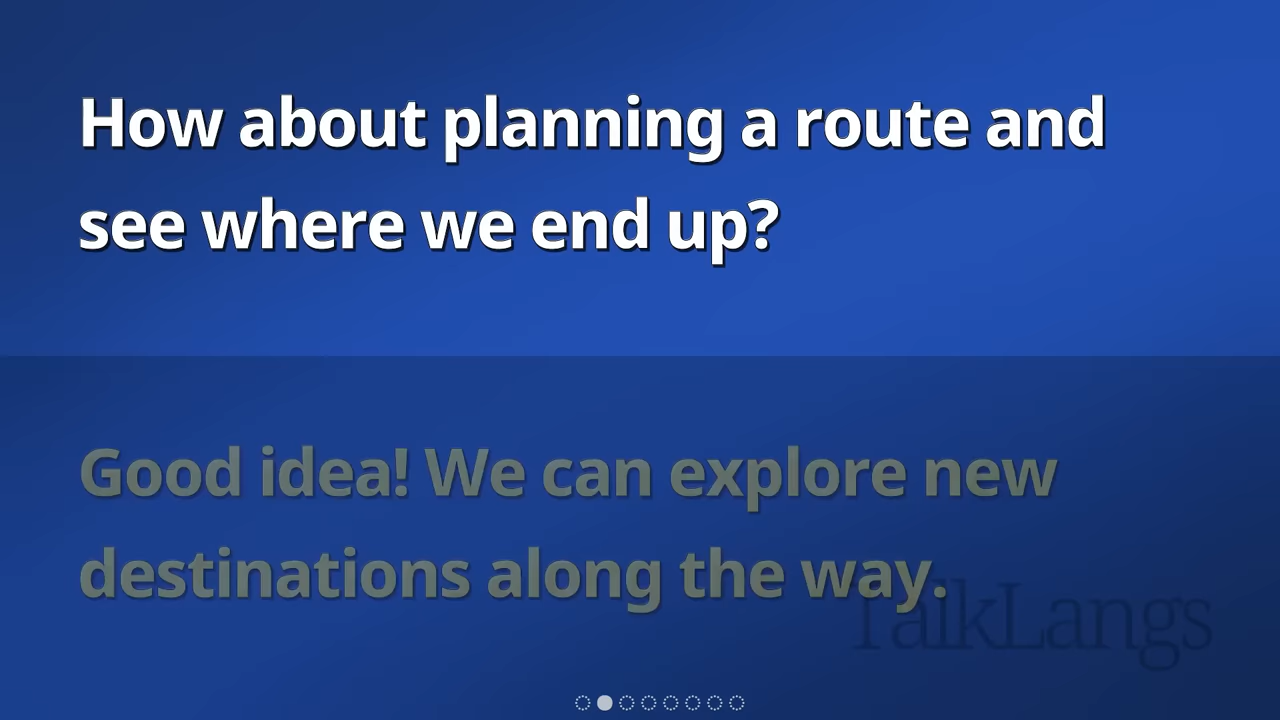 How about planning a route and
see where we end up?
Good idea! We can explore new
destinations along the way.
TalkLangs